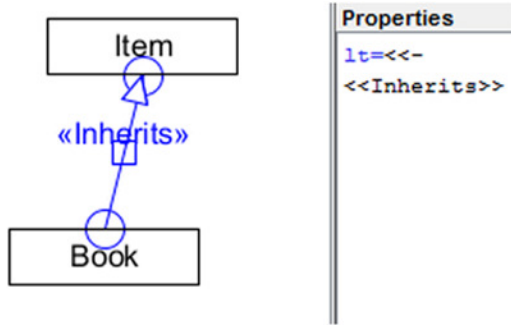 Item
«Inherits»
Book
Properties
lt=<<-
<<Inherits>>